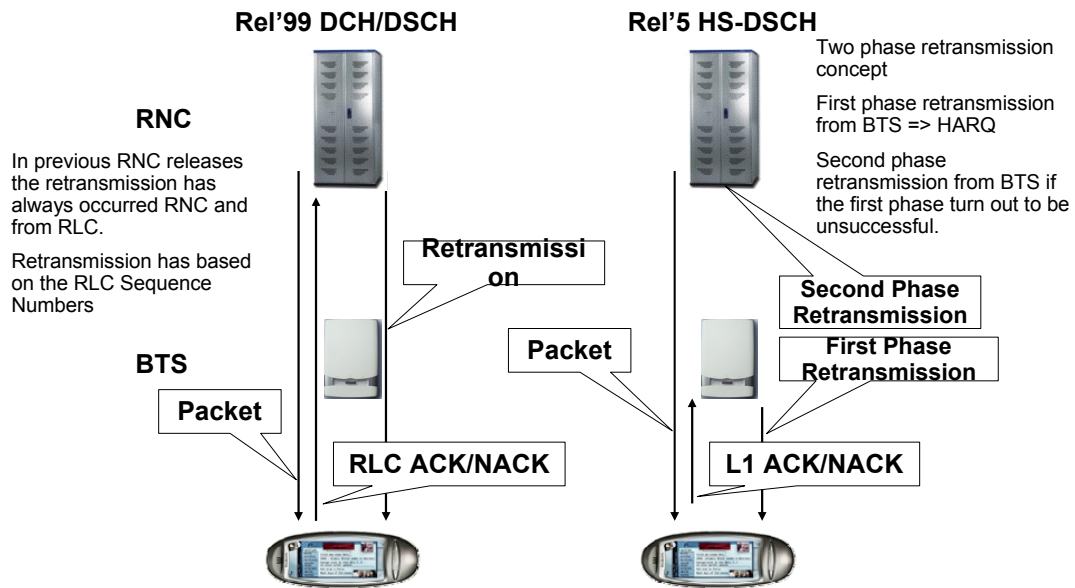 Rel’99 DCH/DSCH
Rel’5 HS-DSCH
RNC
In previous RNC releases
the retransmission has
always occurred RNC and
from RLC.
Retransmission has based
on the RLC Sequence
Numbers
BTS
Packet
RLC ACK/NACK
Retransmissi
on
Two phase retransmission
concept
First phase retransmission
from BTS => HARQ
Second phase
retransmission from BTS if
the first phase turn out to be
unsuccessful.
Second Phase
Retransmission
First Phase
Retransmission
Packet
L1 ACK/NACK